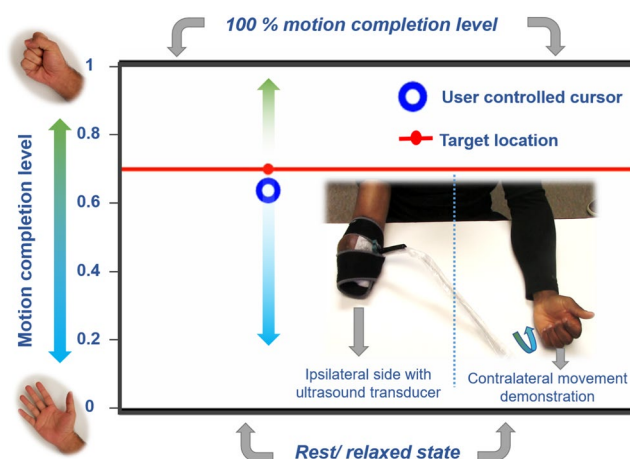 100 % motion completion level
1
User controlled cursor
0.8
Target location
0.6
Motion completion level
0.4
0.2
Ipsilateral side with
ultrasound transducer
Contralateral movement
demonstration
0
Rest/ relaxed state